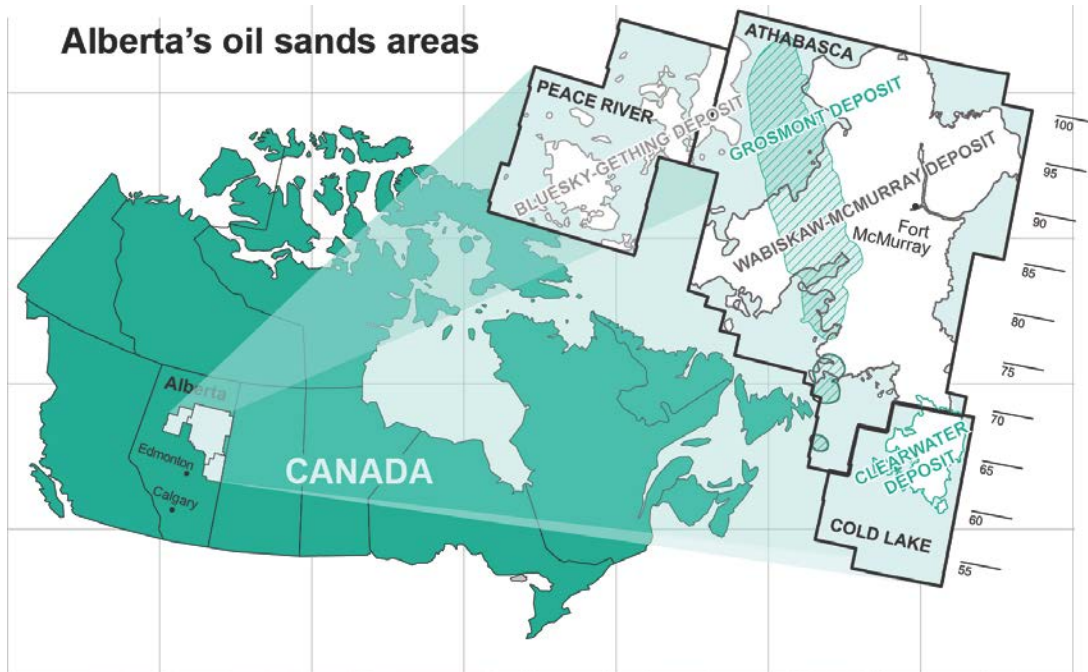 Alberta's oil sands areas
ATHABASCA
PEACE RIVER
BLUESKY-GETHING DEPOSIT
GROSMONT DEPOSIT
WABISKAW-MCMURRAY DEPOSIT
Fort
McMurray
100
95
90
85
80
75
70
65
60
55
CLEARWATER
DEPOSIT
COLD LAKE
Alberta
Edmonton
Calgary
CANADA